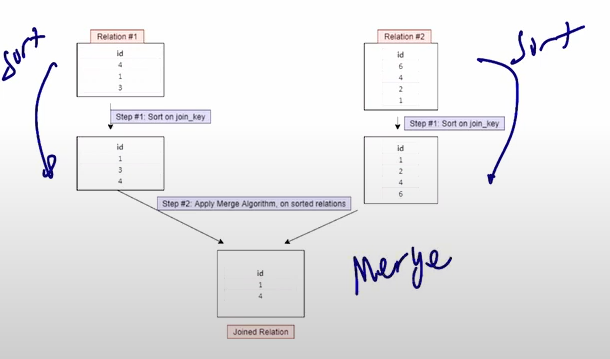 Relation #1
id
4
1
3
Sort
Step #1: Sort on join_key
id
1
3
4
Relation #2
id
6
4
2
1
Sort
Step #1: Sort on join_key
id
1
2
4
6
Step #2: Apply Merge Algorithm, on sorted relations
id
1
4
Merge
Joined Relation